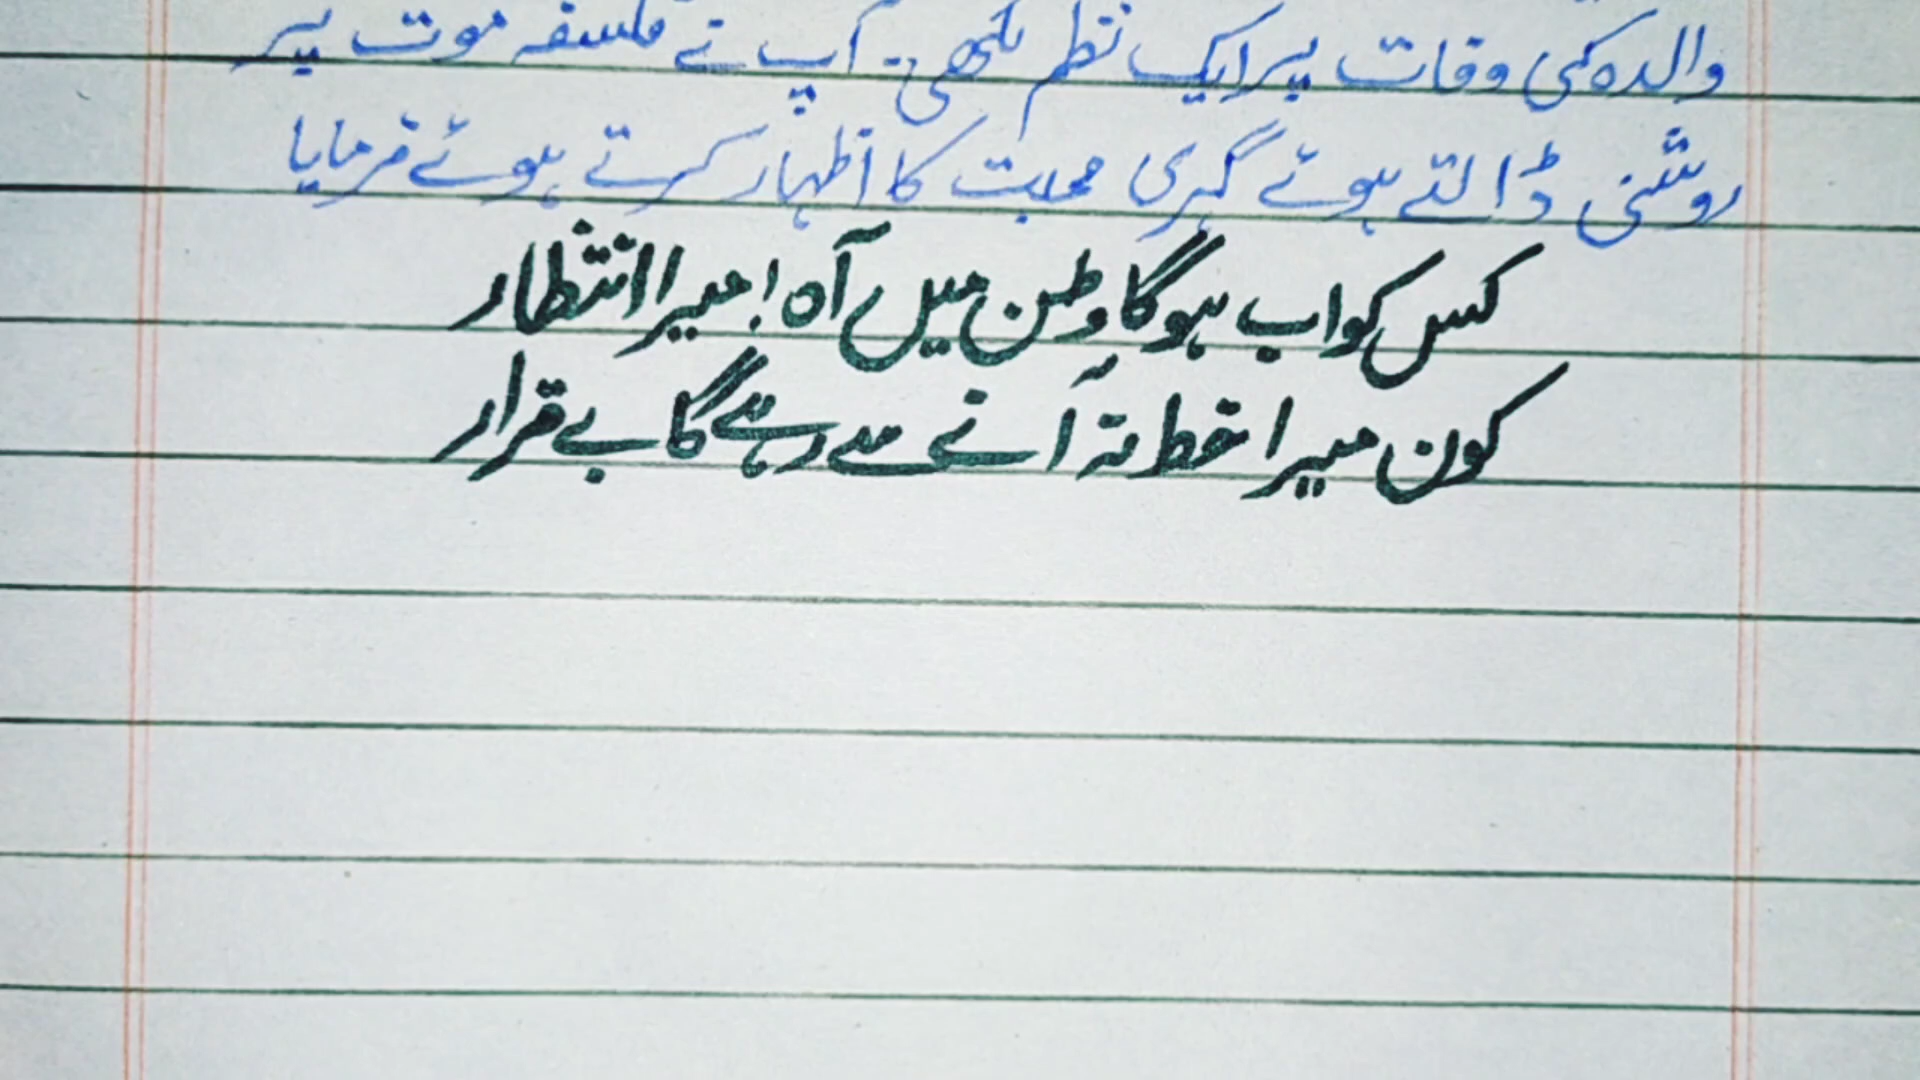 والدہ کی وفات پر ایک نظم لکھی۔ آپ نے فلسفہ موت پر
روشنی ڈالتے ہوئے گہری محبت کا اظہار کرتے ہوئے فرمایا
کس کو اب ہوگا وطن میں آہ! میرا انتظار
کون میرا خط نہ آنے سے رہے گا بے قرار